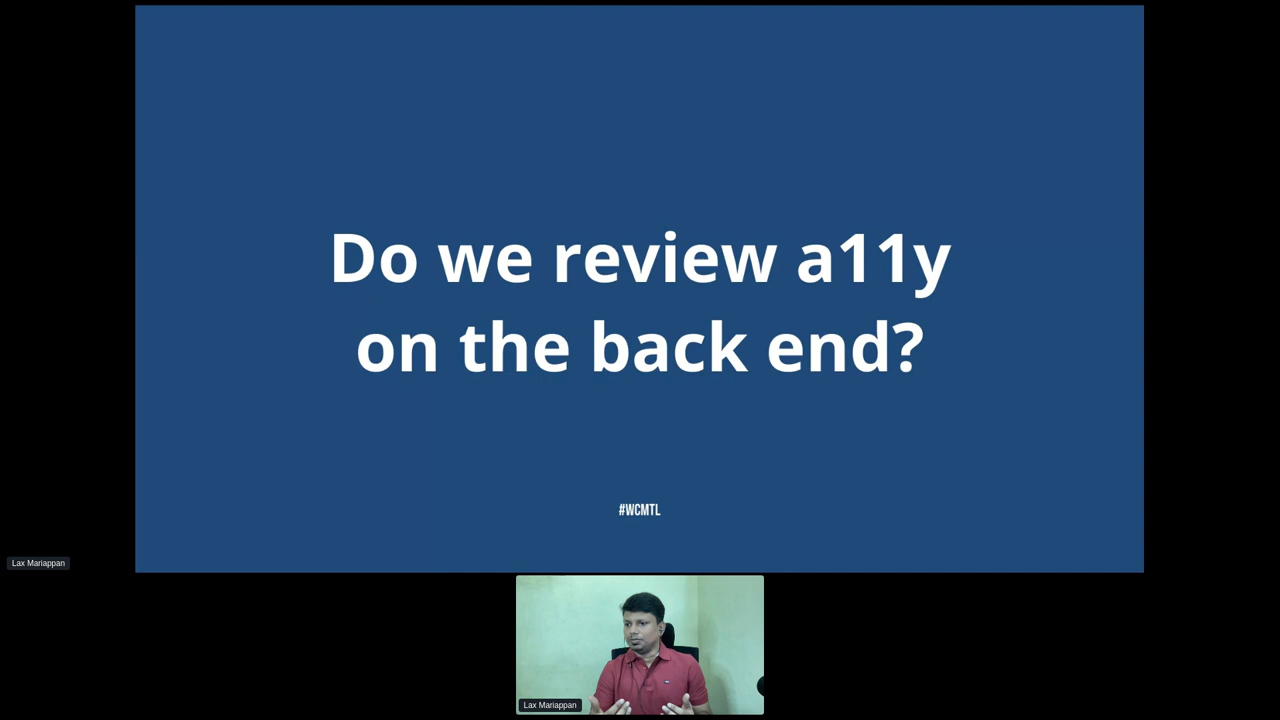 Do we review a11y
on the back end?
#WCMTL
Lax Mariappan
Lax Mariappan